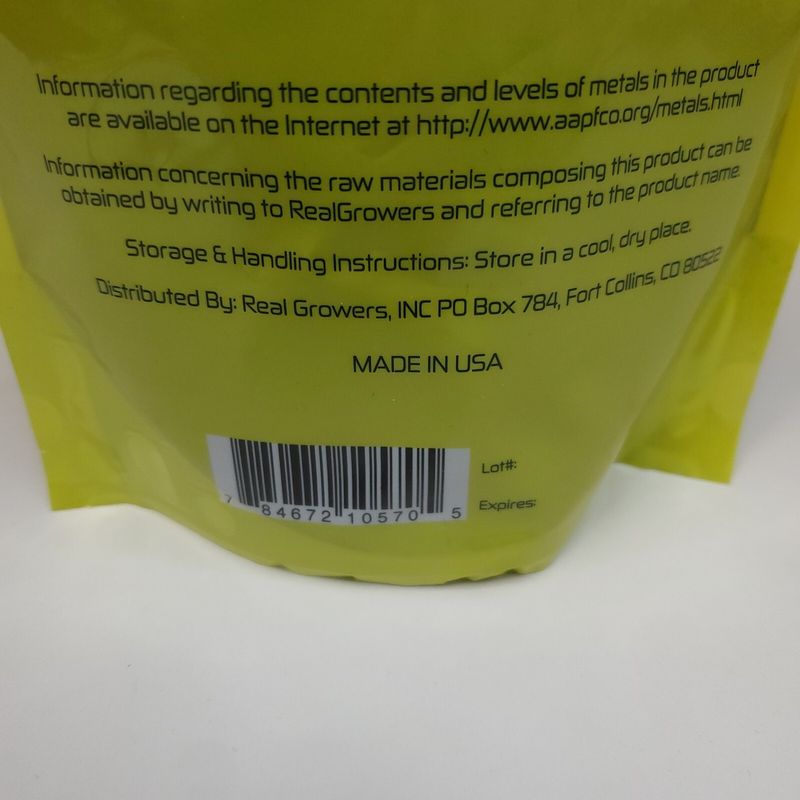 Information regarding the contents and levels of metals in the product
are available on the Internet at http://www.aapfco.org/metals.html
Information concerning the raw materials composing this product can be
obtained by writing to RealGrowers and referring to the product name.
Storage & Handling Instructions: Store in a cool, dry place.
Distributed By: Real Growers, INC PO Box 784, Fort Collins, CO 80522
MADE IN USA
Lot#:
Expires:
7 84672 10570 5